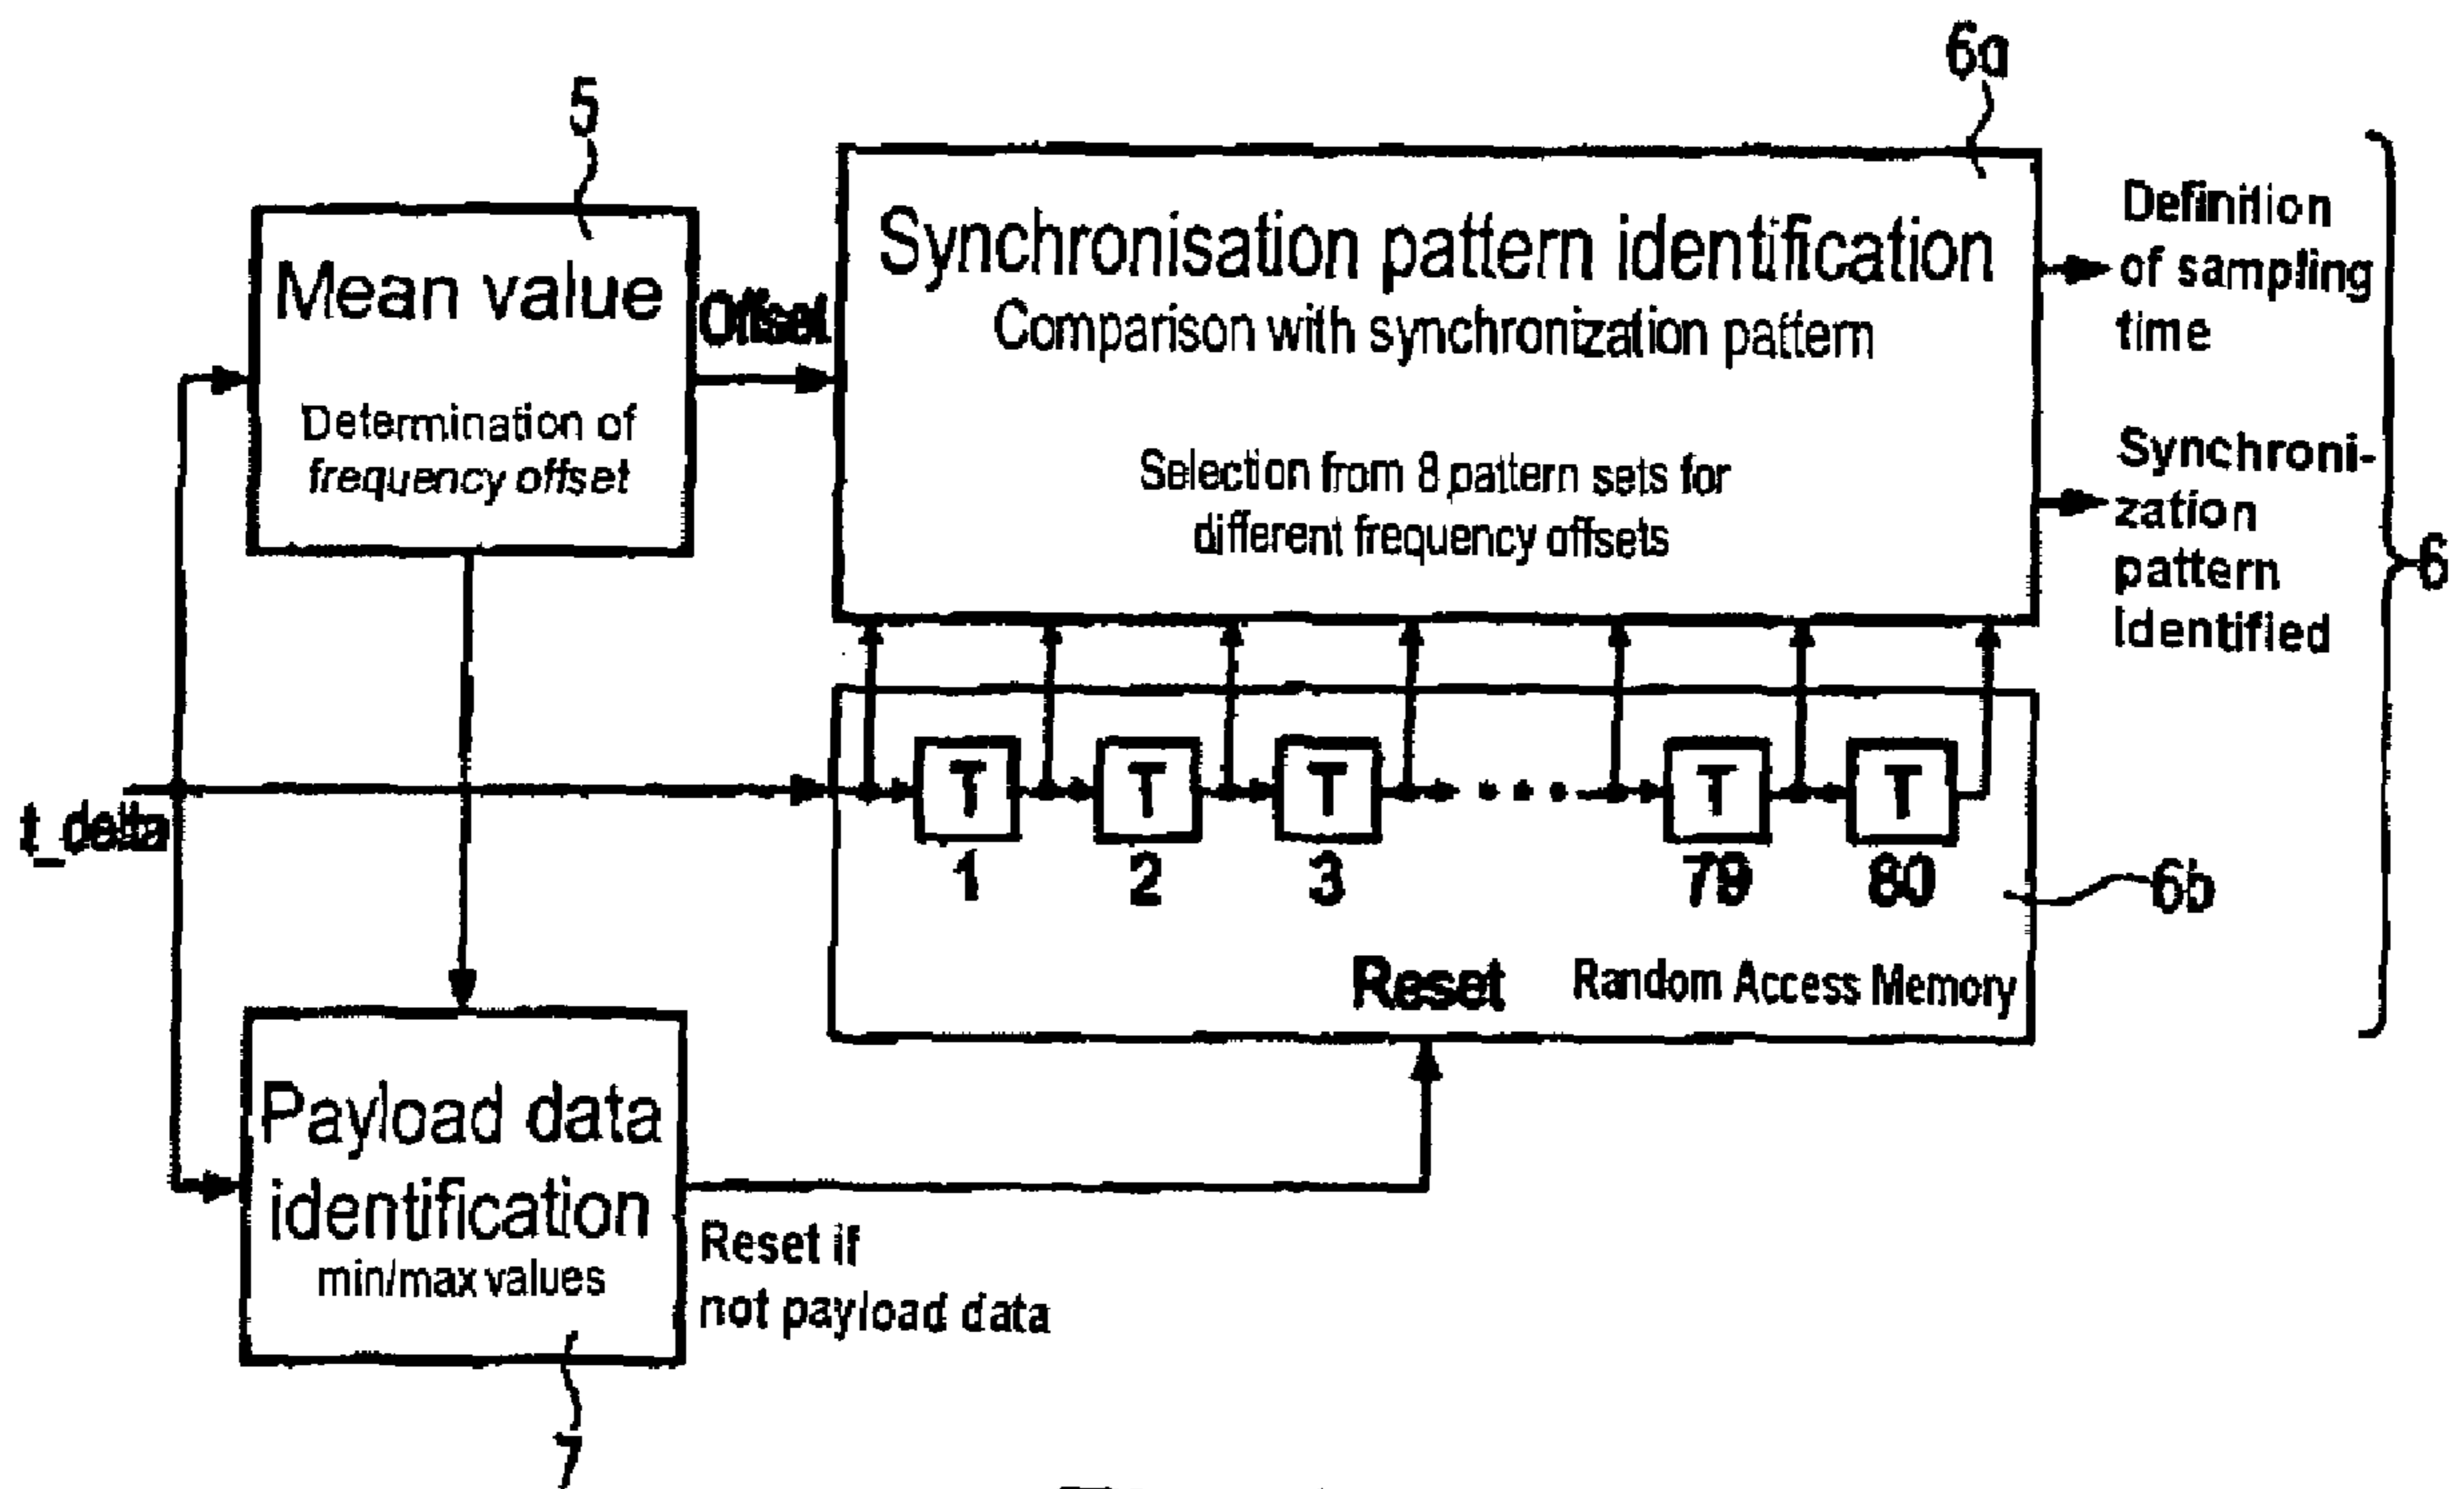 5
6a
Mean value
Determination of
frequency offset
Offset
Synchronisation pattern identification
Comparison with synchronization pattern
Selection from 8 pattern sets for
different frequency offsets
Definition
of sampling
time
Synchroni-
zation
pattern
identified
6
t_delta
T
T
T
T
T
1
2
3
79
80
6b
Reset
Random Access Memory
Payload data
identification
min/max values
Reset if
not payload data
7